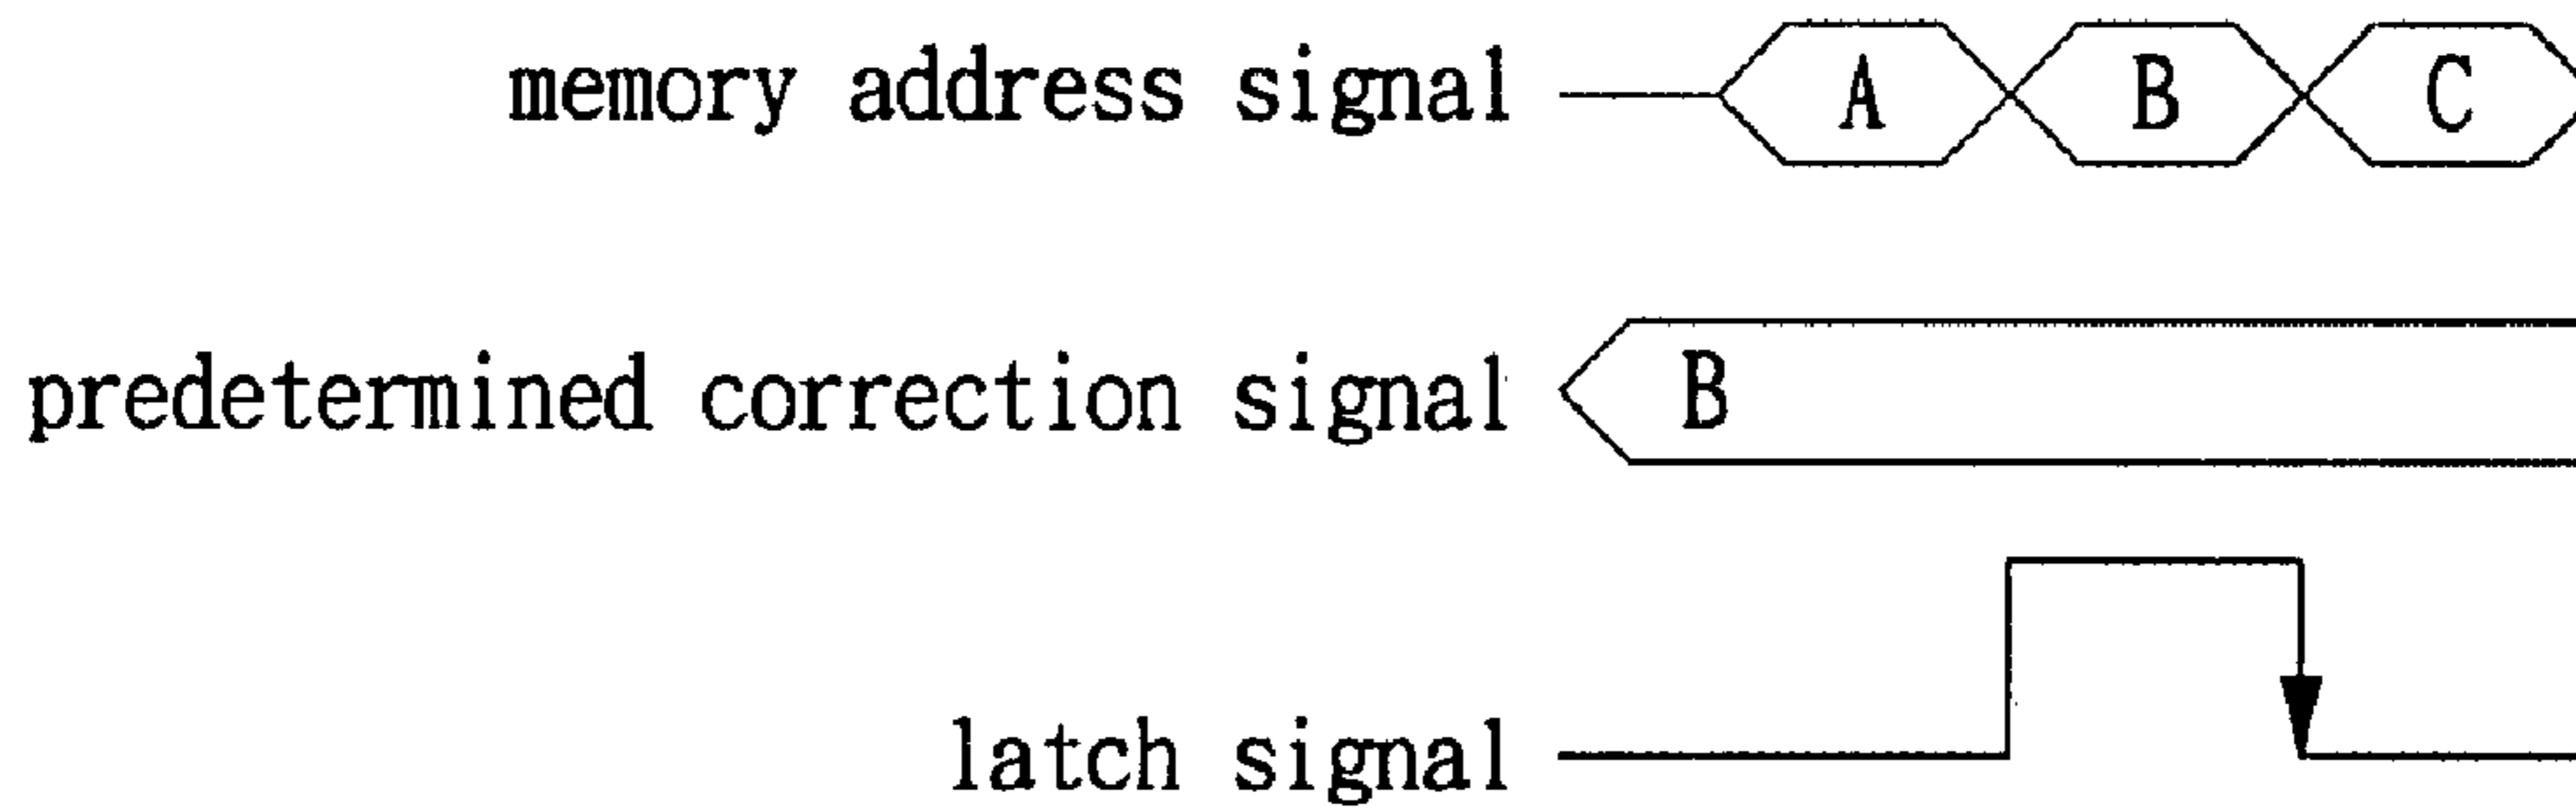 memory address signal A B C
predetermined correction signal B
latch signal